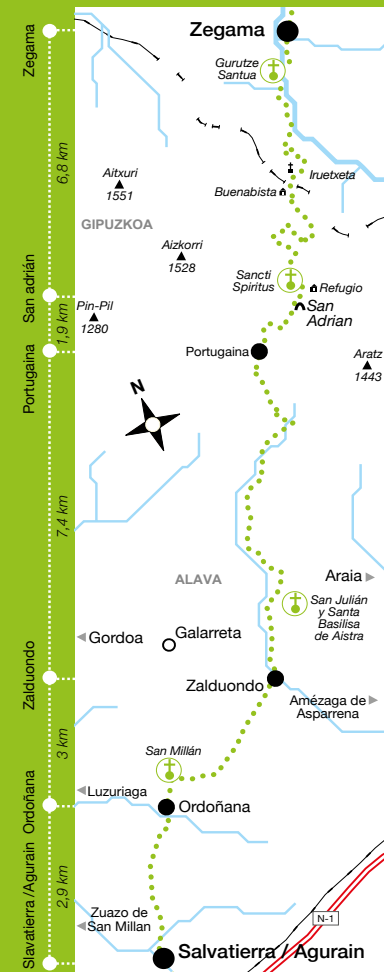 Zegama
6,8 km
San adrián
1,9 km
Portugaina
7,4 km
Zalduondo
3 km
Ordoñana
2,9 km
Slavatierra /Agurain
Zegama
Gurutze
Santua
Iruetxeta
Buenabista
Aitxuri
1551
GIPUZKOA
Aizkorri
1528
Sancti
Spiritus
Refugio
San
Adrian
Pin-Pil
1280
Portugaina
Aratz
1443
N
ALAVA
Araia
San Julián
y Santa
Basilisa
de Aistra
Gordoa
Galarreta
Zalduondo
Amézaga de
Asparrena
San Millán
Luzuriaga
Ordoñana
N-1
Zuazo de
San Millan
Salvatierra / Agurain